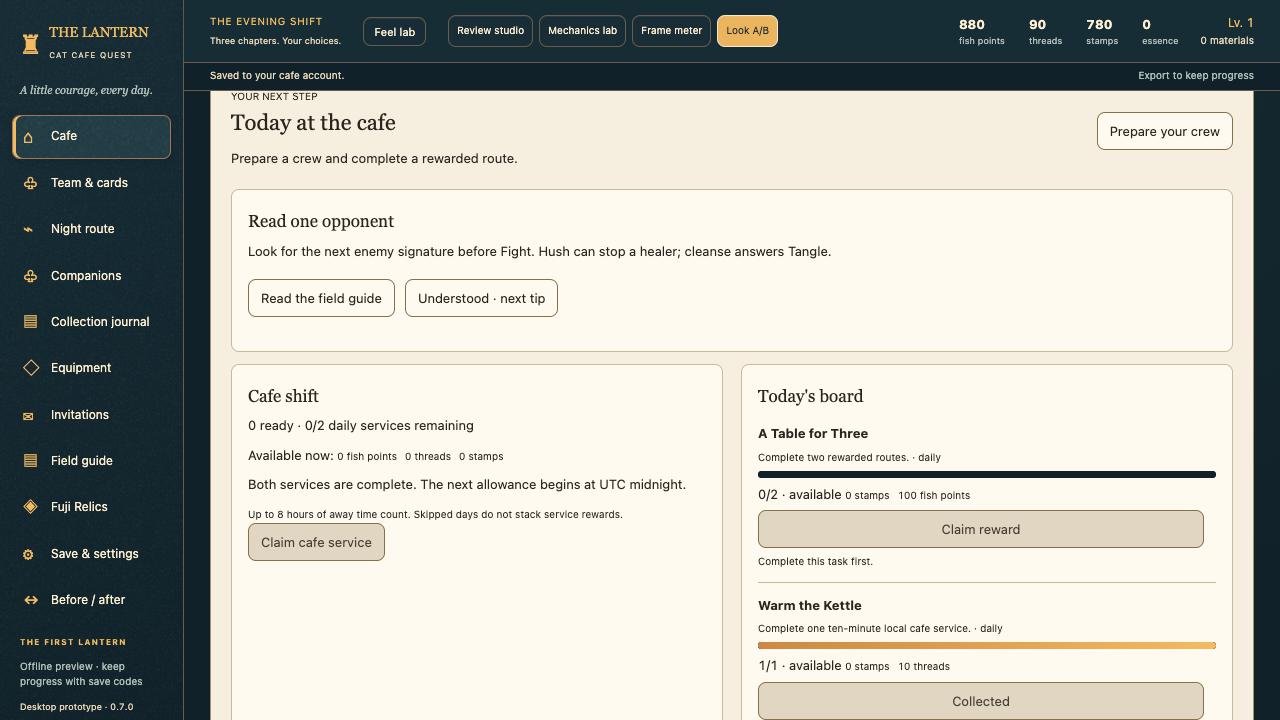 THE LANTERN
CAT CAFE QUEST
A little courage, every day.
Cafe
Team & cards
Night route
Companions
Collection journal
Equipment
Invitations
Field guide
Fuji Relics
Save & settings
Before / after
THE FIRST LANTERN
Offline preview · keep
progress with save codes
Desktop prototype · 0.7.0
THE EVENING SHIFT
Three chapters. Your choices.
Feel lab
Review studio
Mechanics lab
Frame meter
Look A/B
880
fish points
90
threads
780
stamps
0
essence
Lv. 1
0 materials
Saved to your cafe account.
Export to keep progress
YOUR NEXT STEP
Today at the cafe
Prepare a crew and complete a rewarded route.
Prepare your crew
Read one opponent
Look for the next enemy signature before Fight. Hush can stop a healer; cleanse answers Tangle.
Read the field guide
Understood · next tip
Cafe shift
0 ready · 0/2 daily services remaining
Available now: 0 fish points 0 threads 0 stamps
Both services are complete. The next allowance begins at UTC midnight.
Up to 8 hours of away time count. Skipped days do not stack service rewards.
Claim cafe service
Today's board
A Table for Three
Complete two rewarded routes. · daily
0/2 · available 0 stamps 100 fish points
Claim reward
Complete this task first.
Warm the Kettle
Complete one ten-minute local cafe service. · daily
1/1 · available 0 stamps 10 threads
Collected